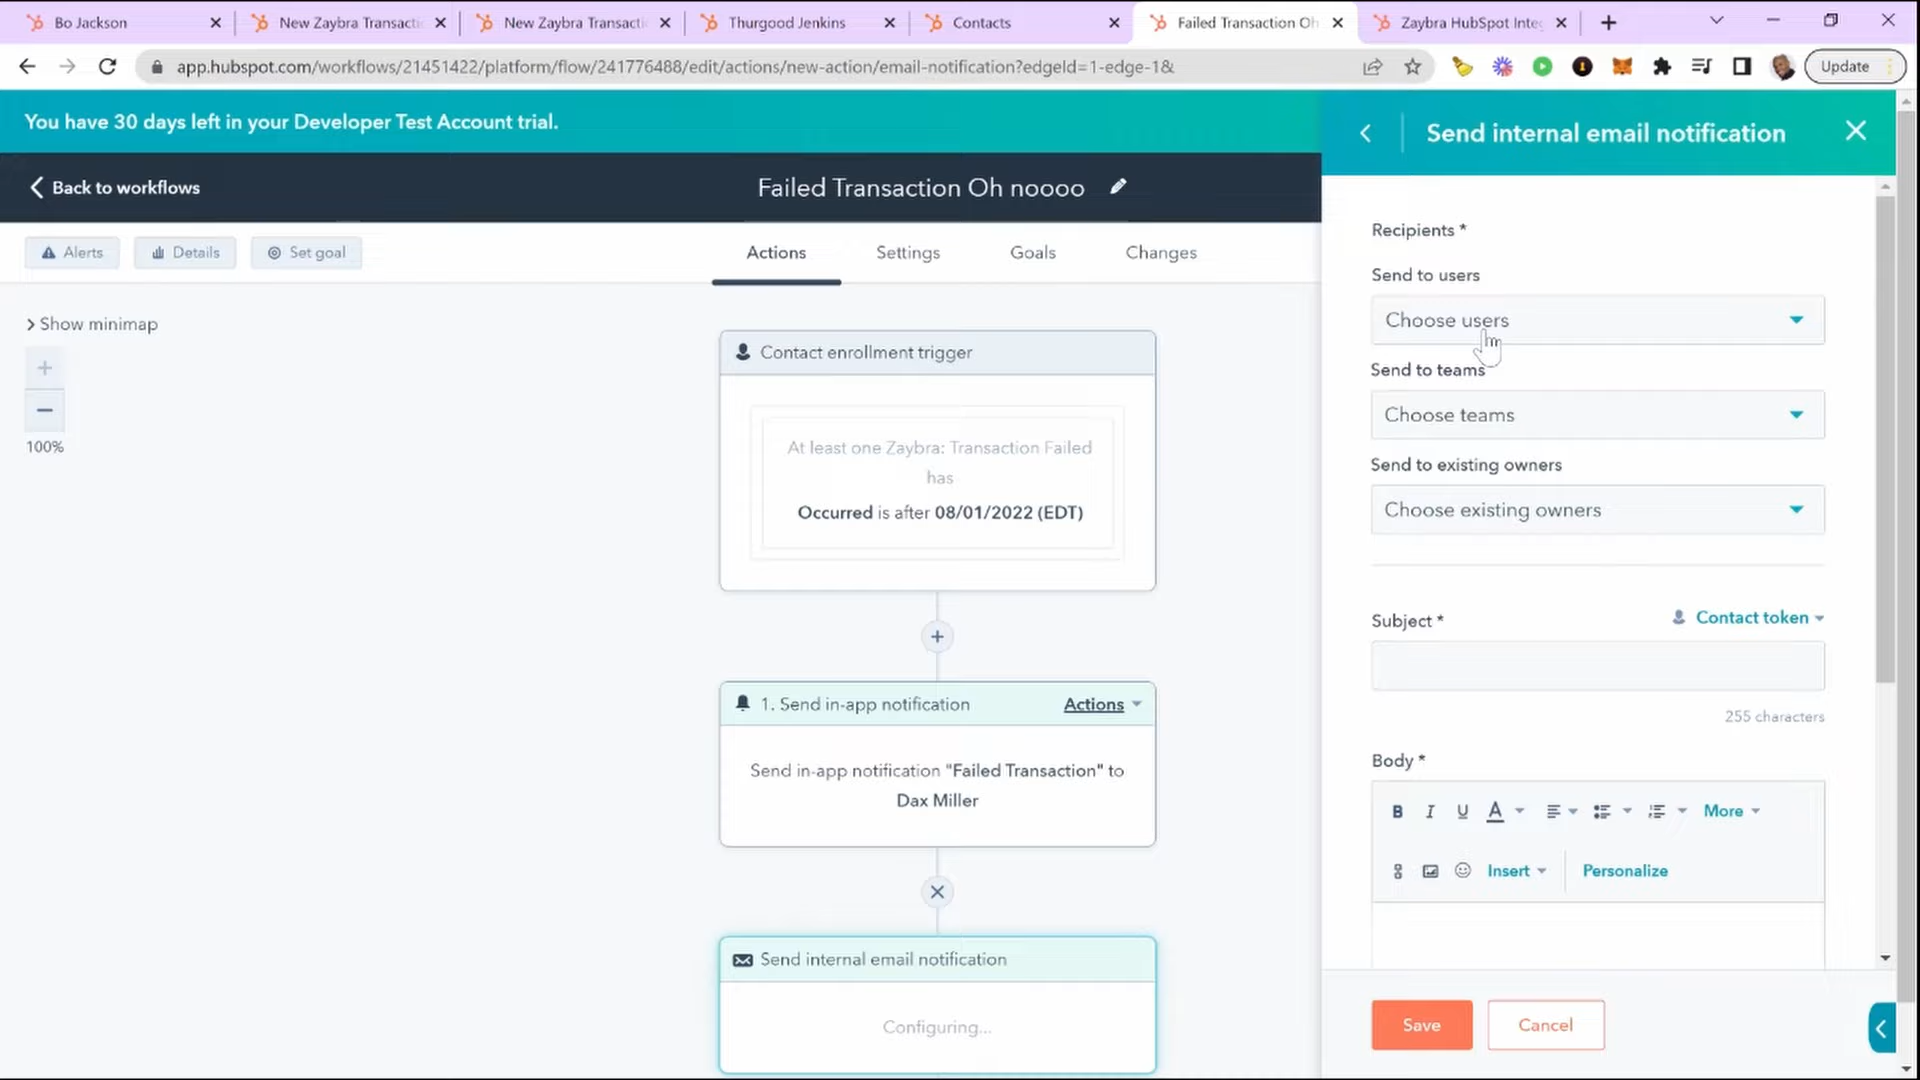 Bo Jackson
New Zaybra Transacti
New Zaybra Transacti
Thurgood Jenkins
Contacts
Failed Transaction Oh
Zaybra HubSpot Inte
app.hubspot.com/workflows/21451422/platform/flow/241776488/edit/actions/new-action/email-notification?edgeId=1-edge-1&
Update
You have 30 days left in your Developer Test Account trial.
Send internal email notification
Back to workflows
Failed Transaction Oh noooo
Alerts
Details
Set goal
Actions
Settings
Goals
Changes
Show minimap
100%
Contact enrollment trigger
At least one Zaybra: Transaction Failed
has
Occurred is after 08/01/2022 (EDT)
1. Send in-app notification
Actions
Send in-app notification "Failed Transaction" to
Dax Miller
Send internal email notification
Configuring...
Recipients *
Send to users
Choose users
Send to teams
Choose teams
Send to existing owners
Choose existing owners
Subject *
Contact token
255 characters
Body *
B I U A
More
Insert
Personalize
Save
Cancel